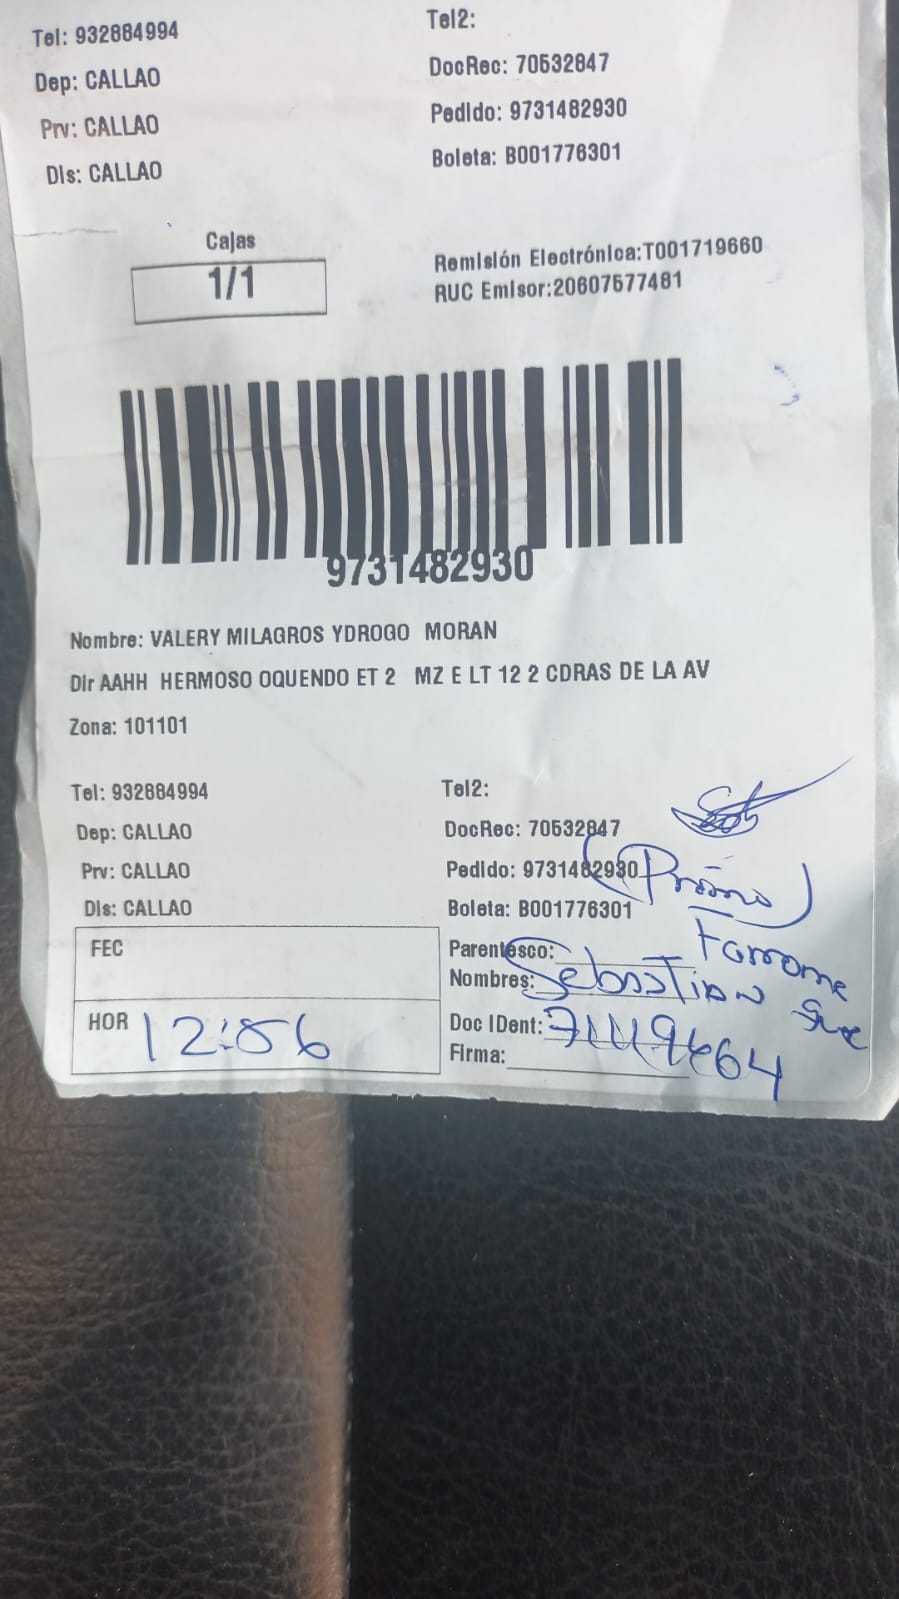 Tel: 932884994
Tel2:
Dep: CALLAO
DocRec: 70532847
Prv: CALLAO
Pedido: 9731482930
Dis: CALLAO
Boleta: B001776301
Cajas
1/1
Remisión Electrónica:T001719660
RUC Emisor:20607577481
9731482930
Nombre: VALERY MILAGROS YDROGO MORAN
Dir AAHH HERMOSO OQUENDO ET 2 MZ E LT 12 2 CDRAS DE LA AV
Zona: 101101
Tel: 932884994
Tel2:
Dep: CALLAO
DocRec: 70532847
Prv: CALLAO
Pedido: 9731482930
Dis: CALLAO
Boleta: B001776301
(Primo)
FEC
Parentesco:
Nombres: Sebastian
HOR 12:56
Doc IDent:
Firma: